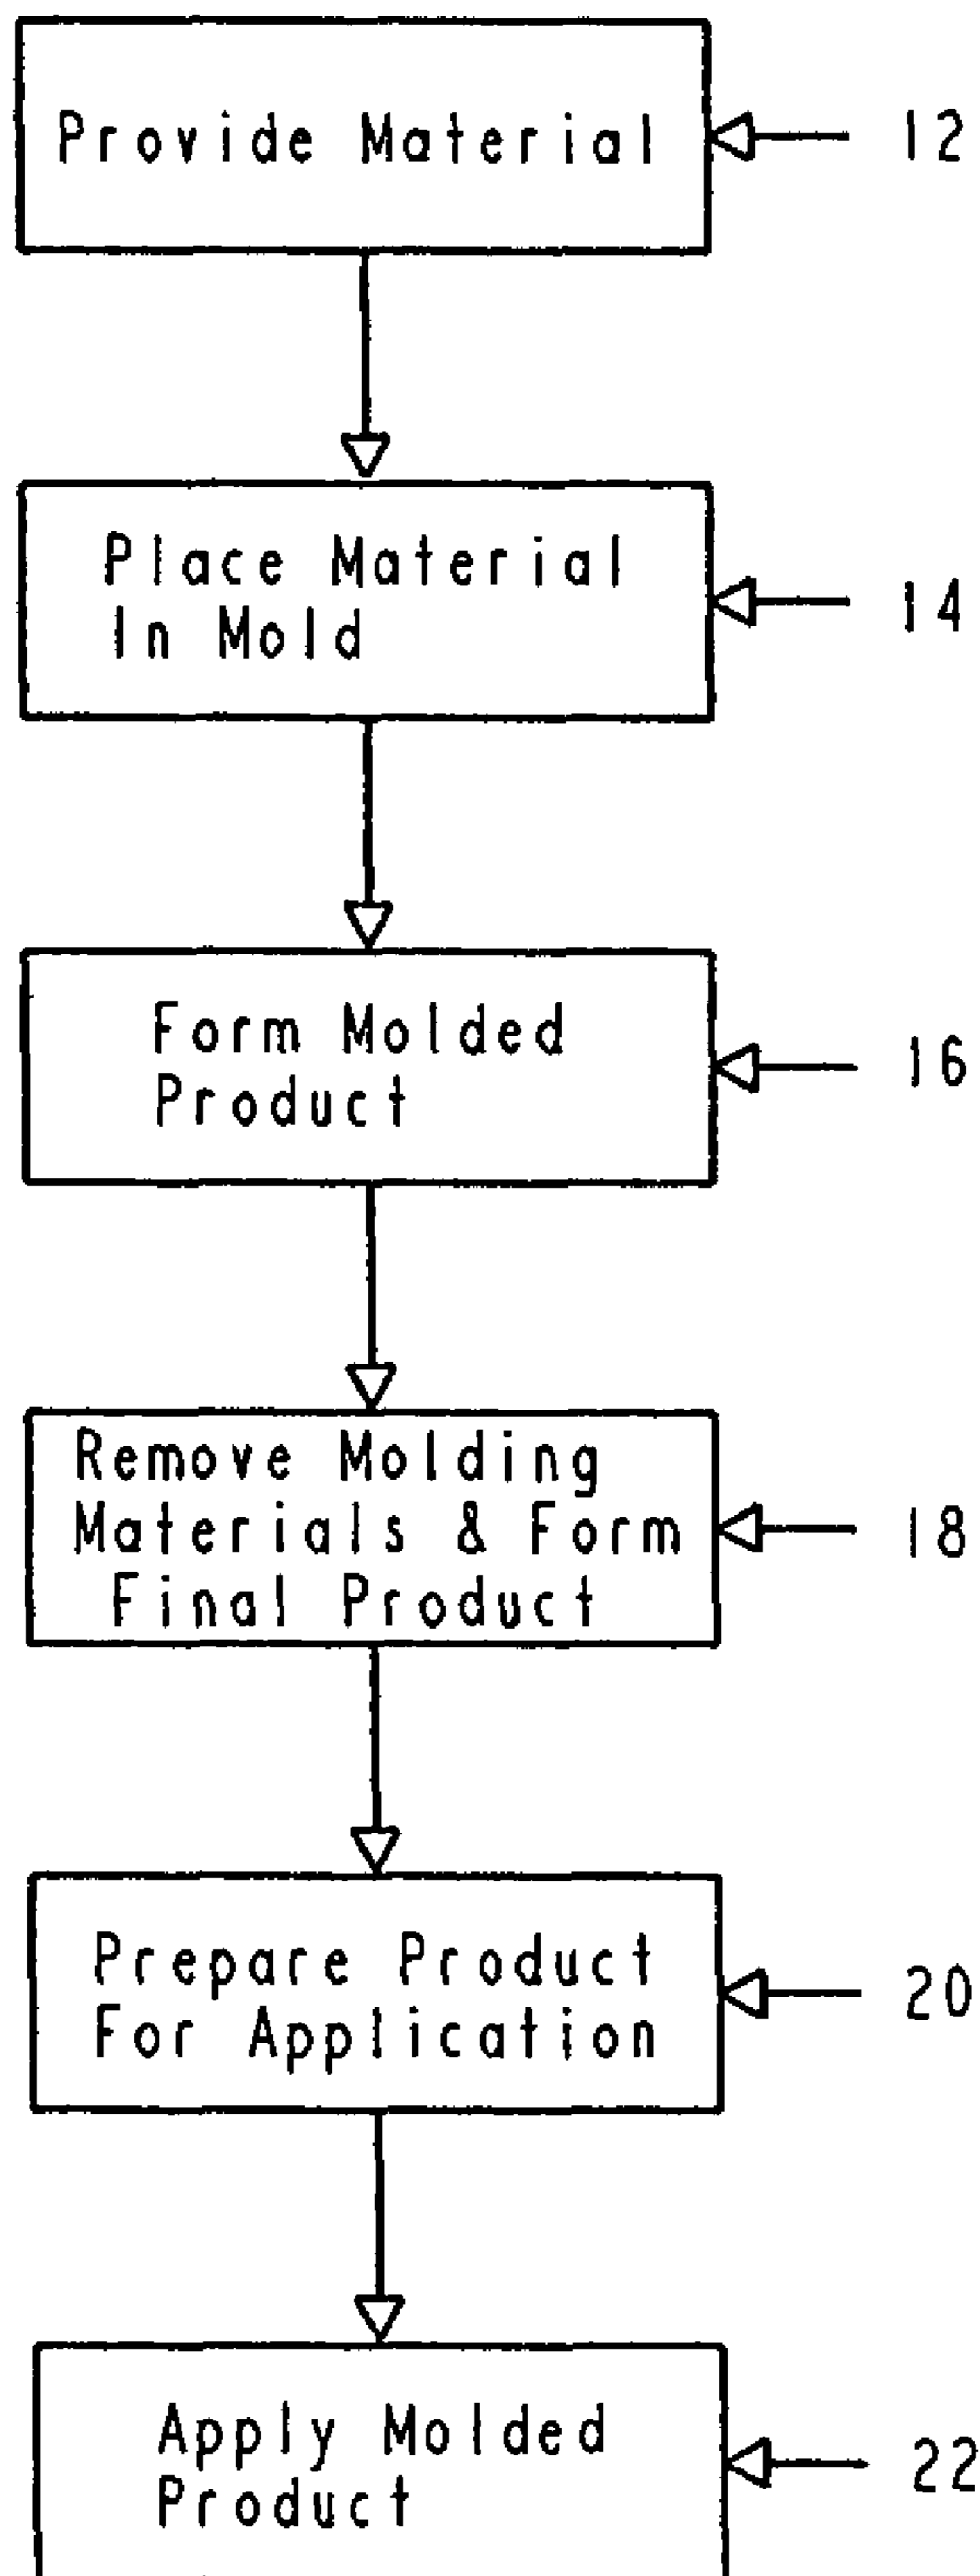 Provide Material
12
Place Material
In Mold
14
Form Molded
Product
16
Remove Molding
Materials & Form
Final Product
18
Prepare Product
For Application
20
Apply Molded
Product
22